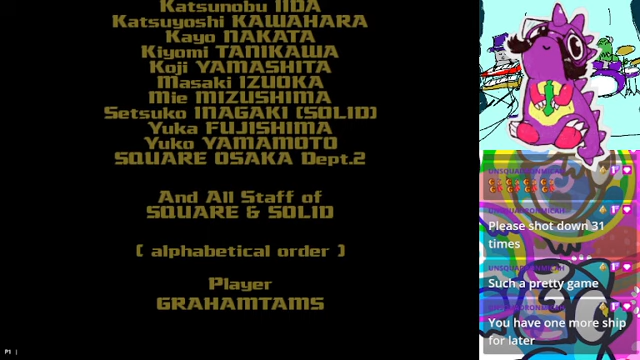 Katsunobu IIDA
Katsuyoshi KAWAHARA
Kayo NAKATA
Kiyomi TANIKAWA
Koji YAMASHITA
Masaki IZUOKA
Mie MIZUSHIMA
Setsuko INAGAKI (SOLID)
Yuka FUJISHIMA
Yuko YAMAMOTO
SQUARE OSAKA Dept.2
And All Staff of
SQUARE & SOLID
( alphabetical order )
Player
GRAHAMTAMS
P1 |
Please shot down 31
times
Such a pretty game
You have one more ship
for later